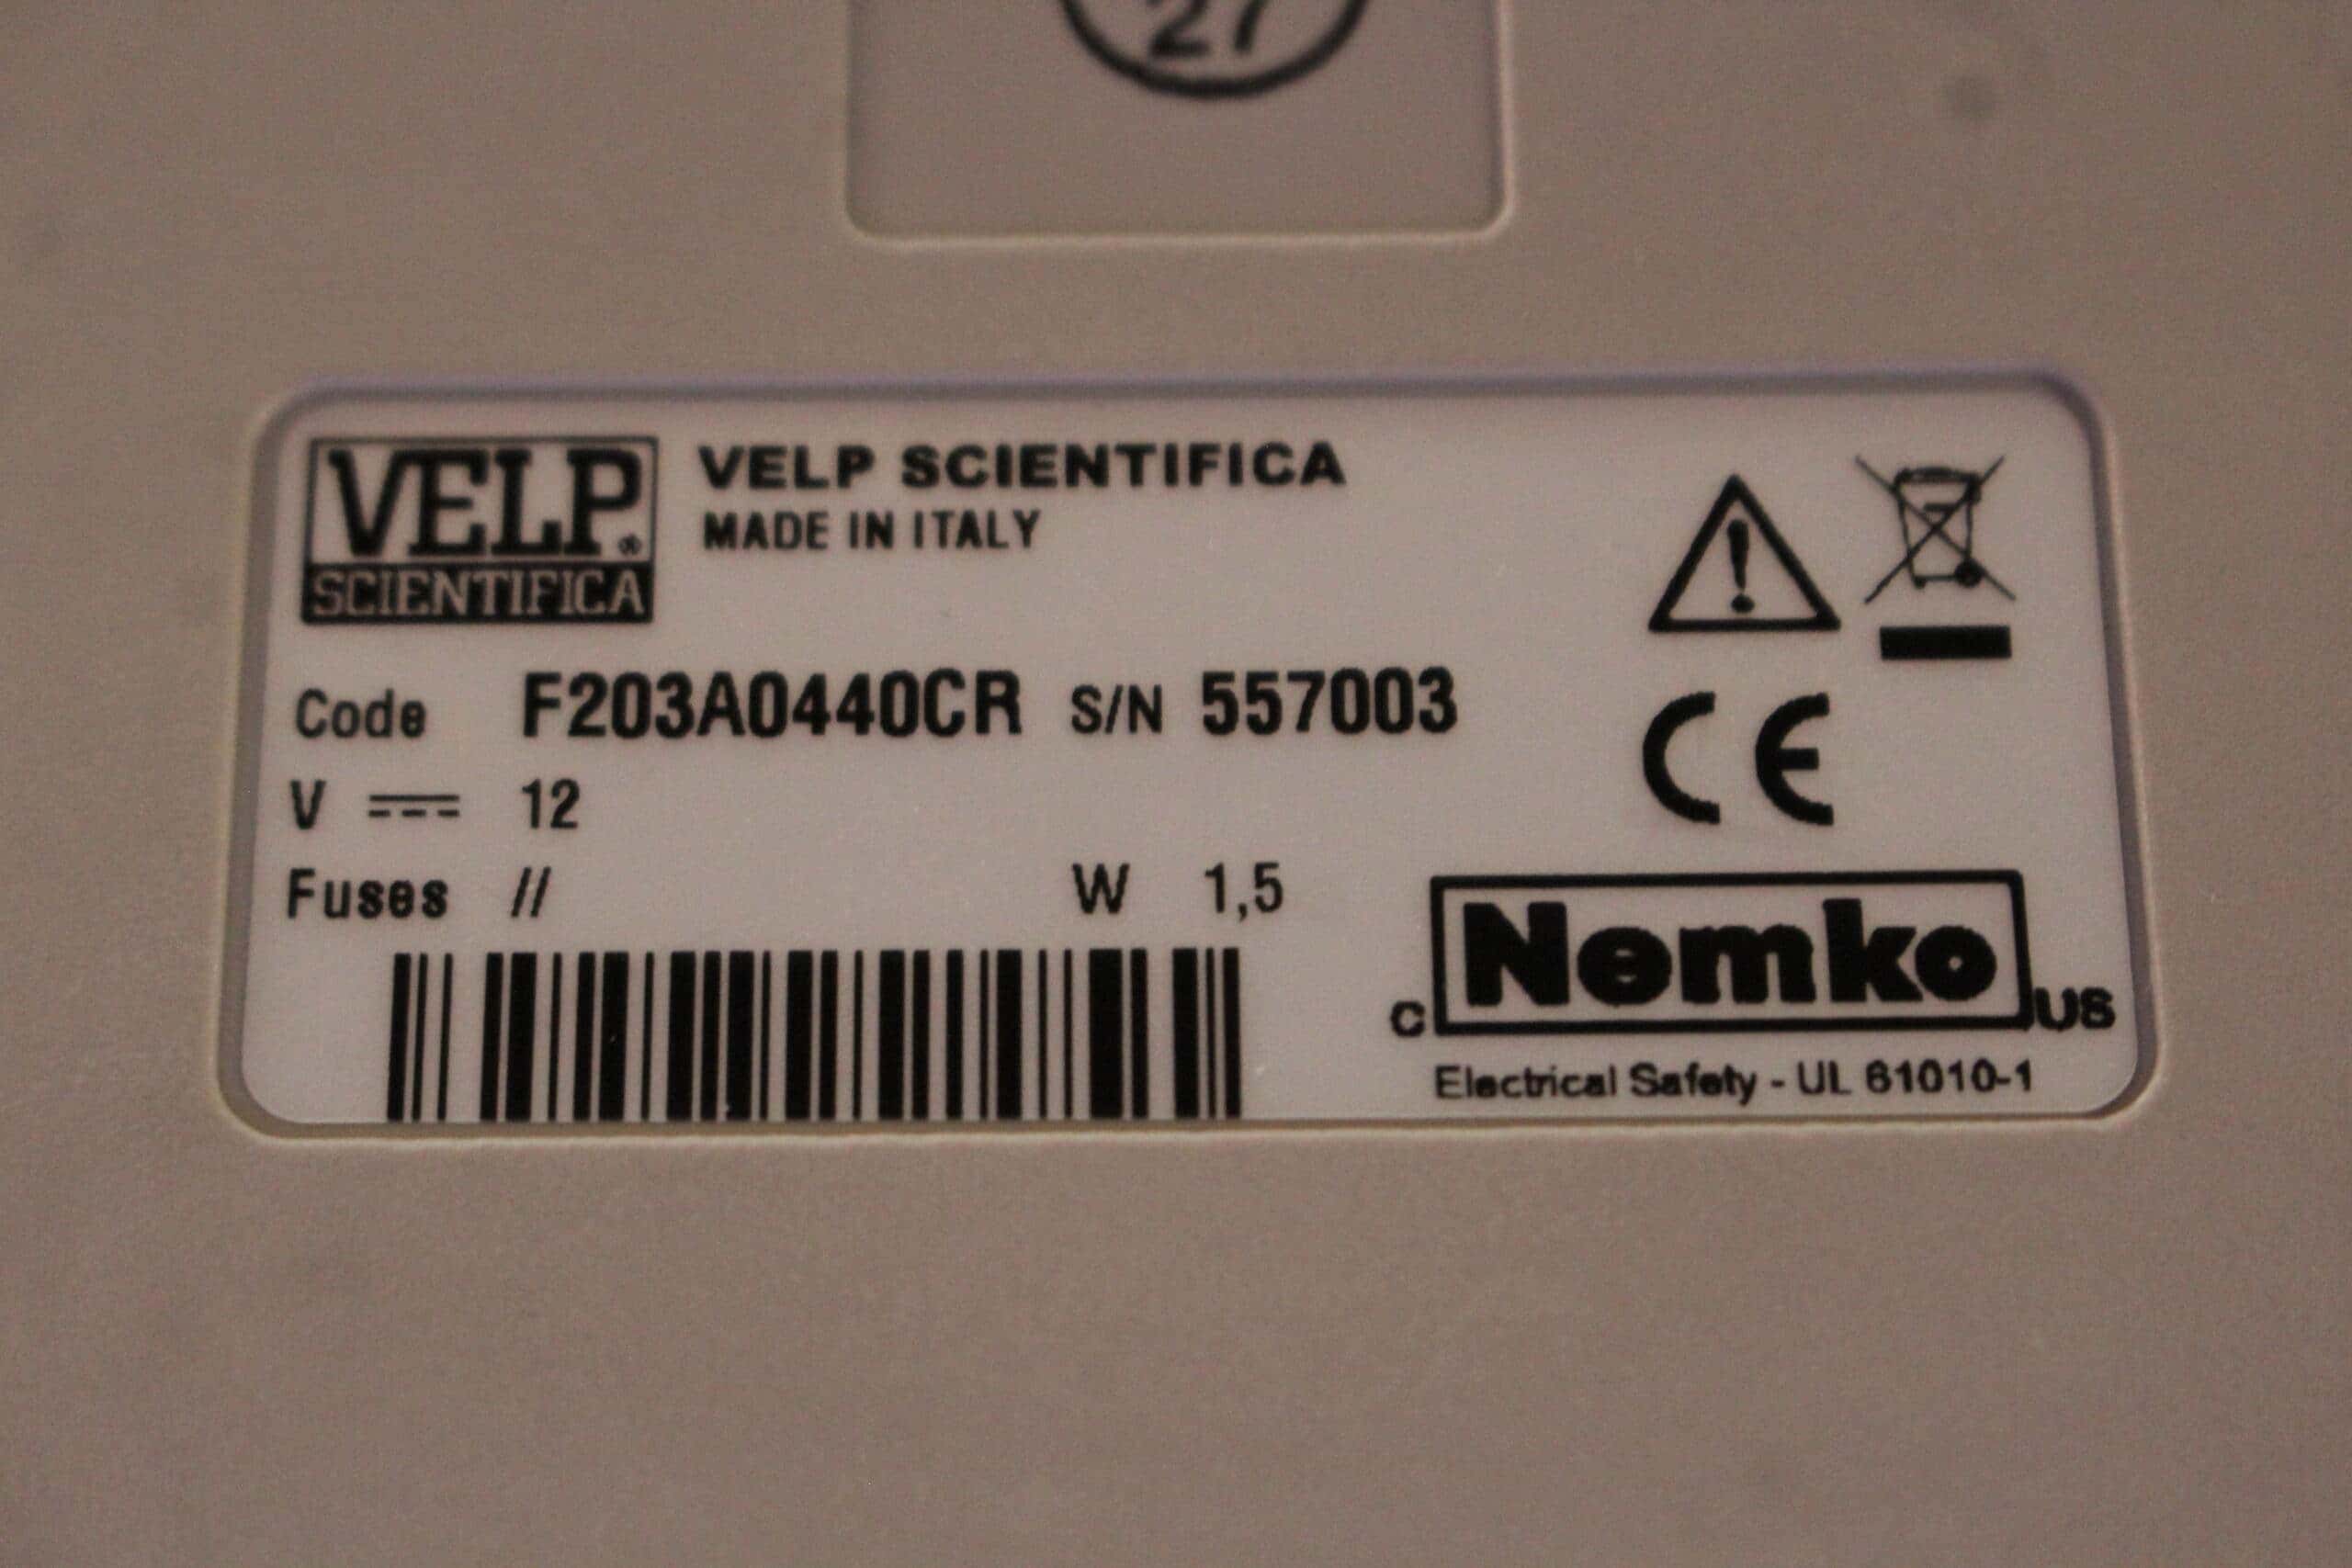 27
VELP®
SCIENTIFICA
VELP SCIENTIFICA
MADE IN ITALY
Code F203A0440CR S/N 557003
V 12
Fuses // W 1,5
CE
c Nemko US
Electrical Safety - UL 61010-1